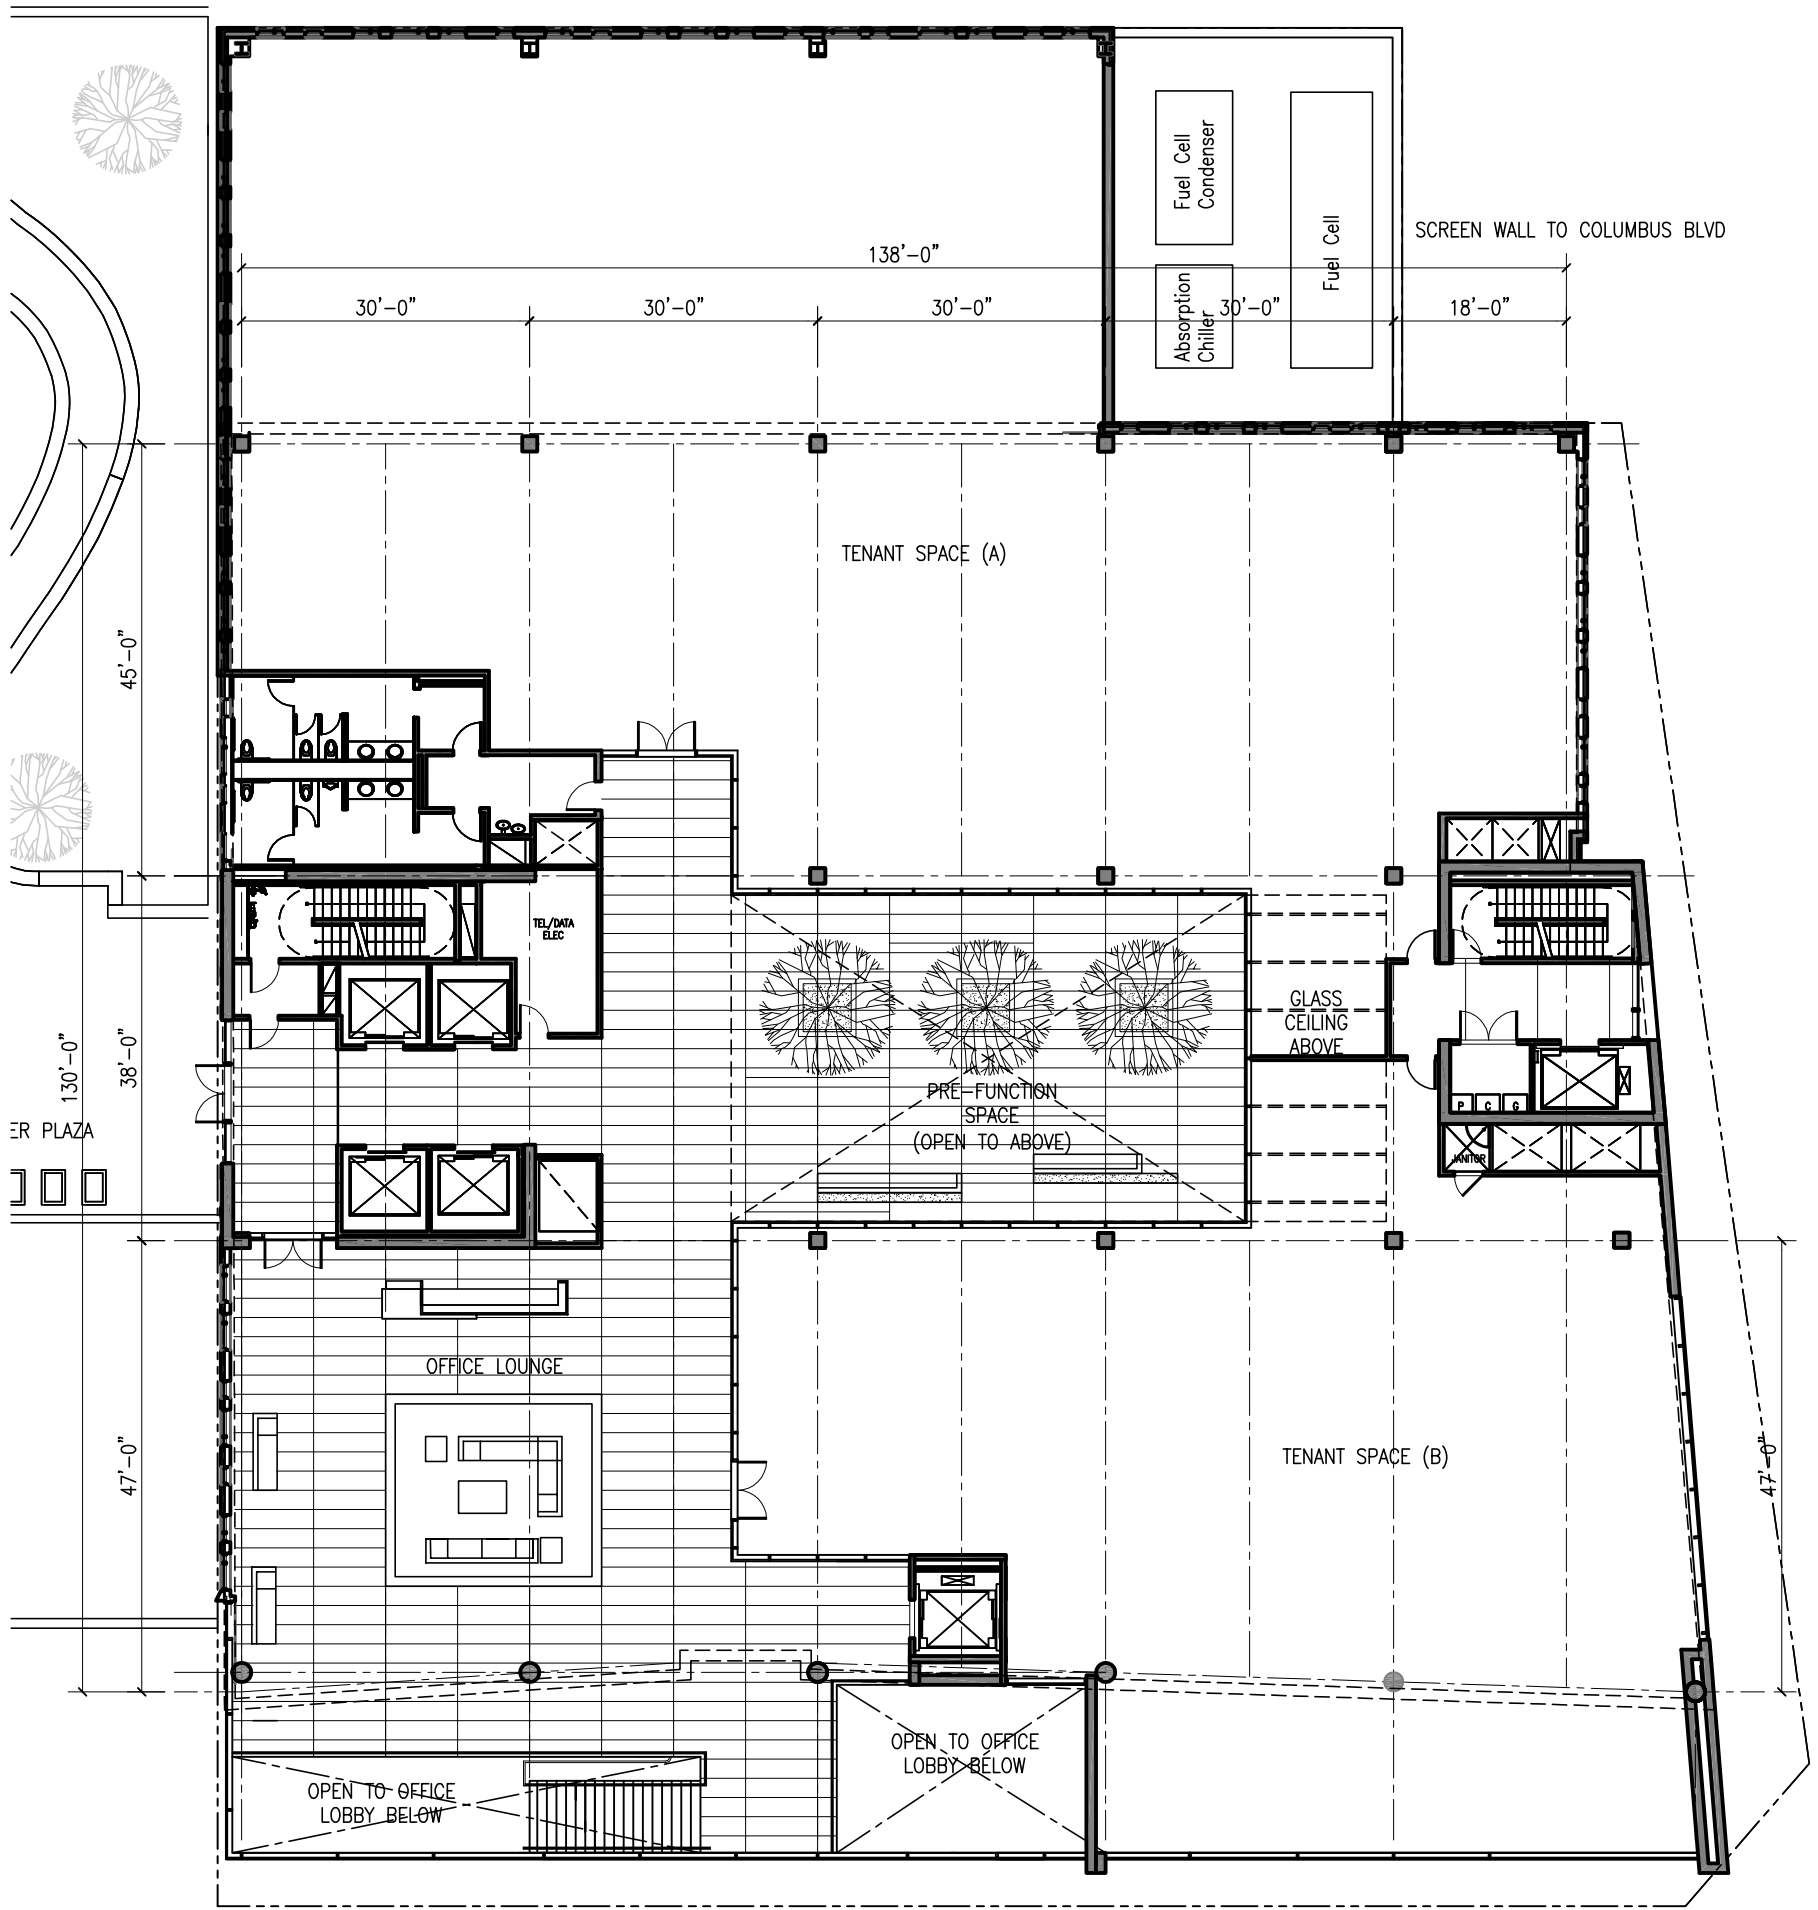 Fuel Cell
Condenser
Fuel Cell
Absorption
Chiller
SCREEN WALL TO COLUMBUS BLVD
138'-0"
30'-0"
30'-0"
30'-0"
30'-0"
18'-0"
TENANT SPACE (A)
45'-0"
130'-0"
38'-0"
TEL/DATA
ELEC
GLASS
CEILING
ABOVE
PRE-FUNCTION
SPACE
(OPEN TO ABOVE)
P
C
G
JANITOR
ER PLAZA
OFFICE LOUNGE
47'-0"
TENANT SPACE (B)
47'-0"
OPEN TO OFFICE
LOBBY BELOW
OPEN TO OFFICE
LOBBY BELOW